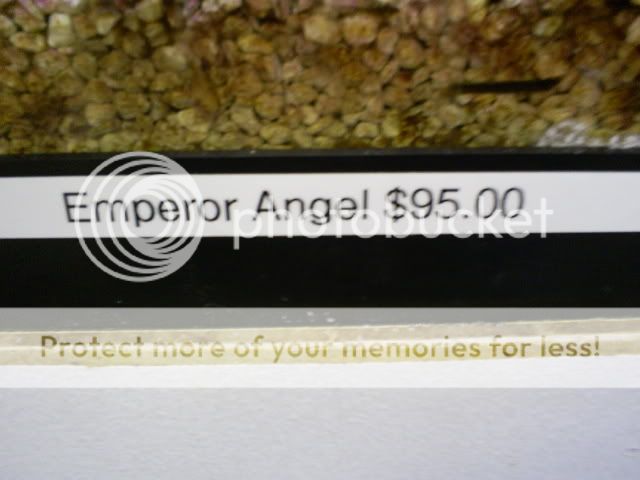 Emperor Angel $95.00
photobucket
Protect more of your memories for less!